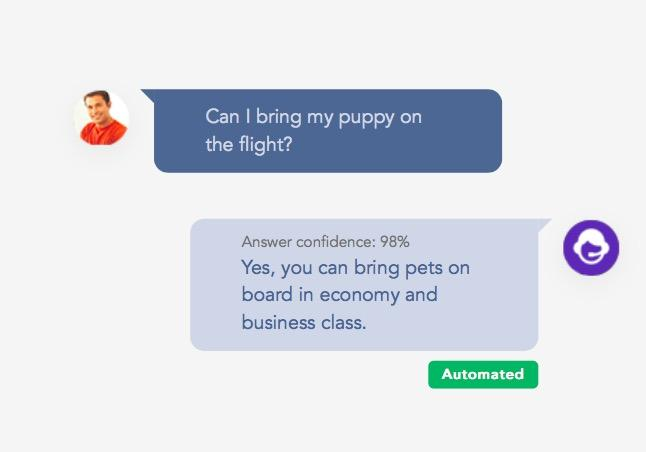 Can I bring my puppy on
the flight?
Answer confidence: 98%
Yes, you can bring pets on
board in economy and
business class.
Automated